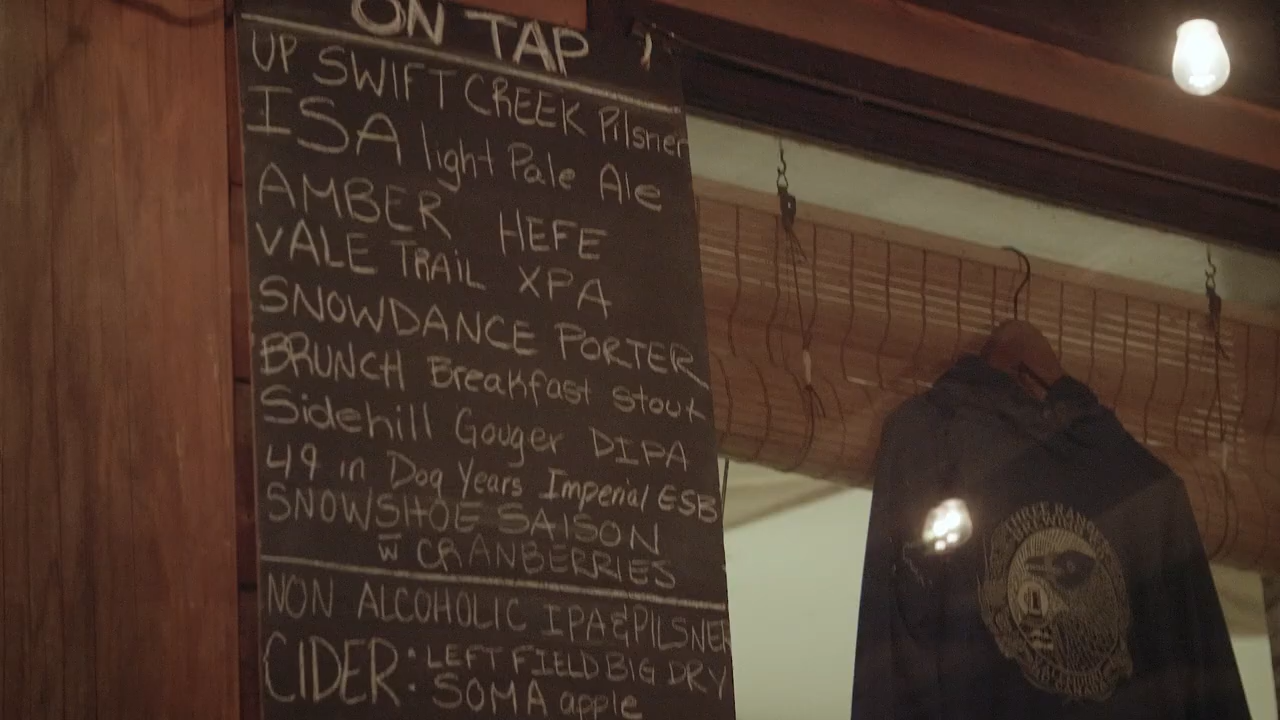 ON TAP
UP SWIFT CREEK Pilsner
ISA light Pale Ale
AMBER HEFE
VALE TRAIL XPA
SNOWDANCE PORTER
BRUNCH Breakfast stout
Sidehill Gouger DIPA
49 in Dog Years Imperial ESB
SNOWSHOE SAISON
w̅ CRANBERRIES
NON ALCOHOLIC IPA & PILSNER
CIDER: LEFT FIELD BIG DRY
SOMA apple
THREE RANGES